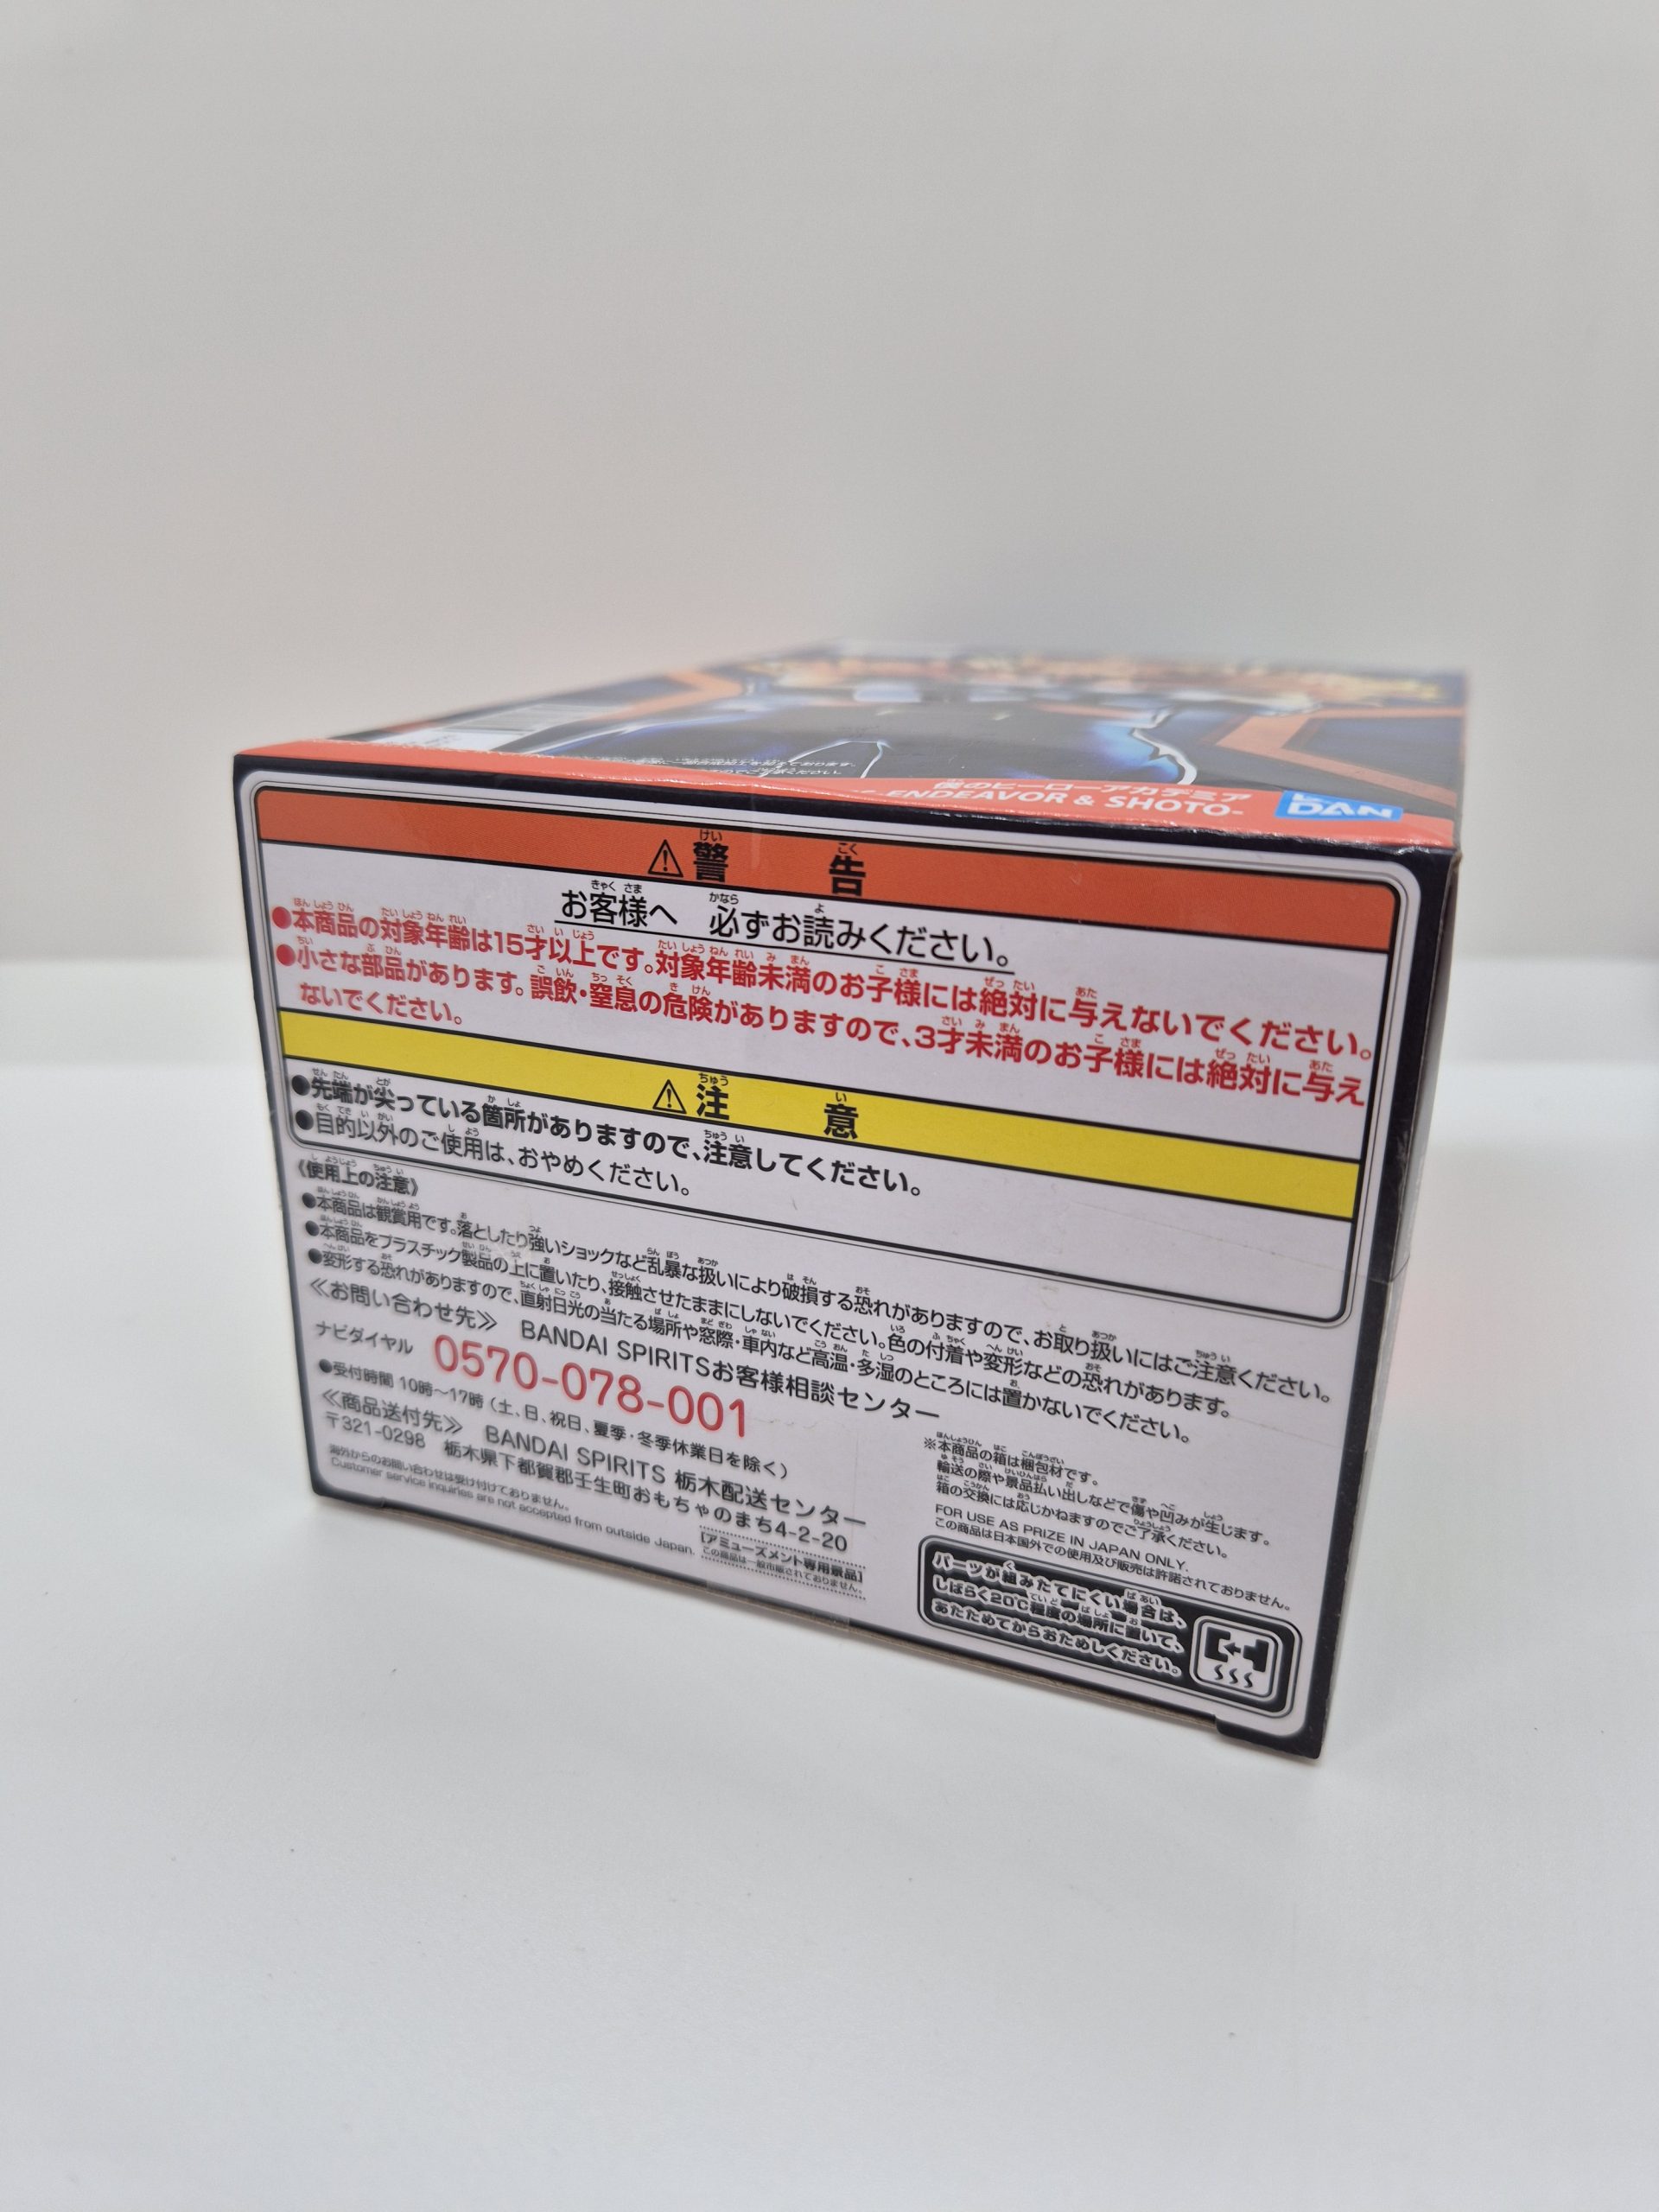 僕のヒーローアカデミア
-ENDEAVOR & SHOTO-
⚠警告
お客様へ 必ずお読みください。
●本商品の対象年齢は15才以上です。対象年齢未満のお子様には絶対に与えないでください。
●小さな部品があります。誤飲・窒息の危険がありますので、3才未満のお子様には絶対に与え
ないでください。
⚠注意
●先端が尖っている箇所がありますので、注意してください。
●目的以外のご使用は、おやめください。
《使用上の注意》
●本商品は観賞用です。落としたり強いショックなど乱暴な扱いにより破損する恐れがありますので、お取り扱いにはご注意ください。
●本商品をプラスチック製品の上に置いたり、接触させたままにしないでください。色の付着や変形などの恐れがあります。
●変形する恐れがありますので、直射日光の当たる場所や窓際・車内など高温・多湿のところには置かないでください。
《お問い合わせ先》 BANDAI SPIRITSお客様相談センター
ナビダイヤル 0570-078-001
●受付時間 10時～17時（土、日、祝日、夏季・冬季休業日を除く）
《商品送付先》 BANDAI SPIRITS 栃木配送センター
〒321-0298 栃木県下都賀郡壬生町おもちゃのまち4-2-20
海外からのお問い合わせは受け付けておりません。
Customer service inquiries are not accepted from outside Japan.
[アミューズメント専用景品]
この商品は一般市販されておりません。
※本商品の箱は梱包材です。
輸送の際や景品払い出しなどで傷や凹みが生じます。
箱の交換には応じかねますのでご了承ください。
FOR USE AS PRIZE IN JAPAN ONLY.
この商品は日本国外での使用及び販売は許諾されておりません。
パーツが組みたてにくい場合は、
しばらく20℃程度の場所に置いて、
あたためてからおためしください。